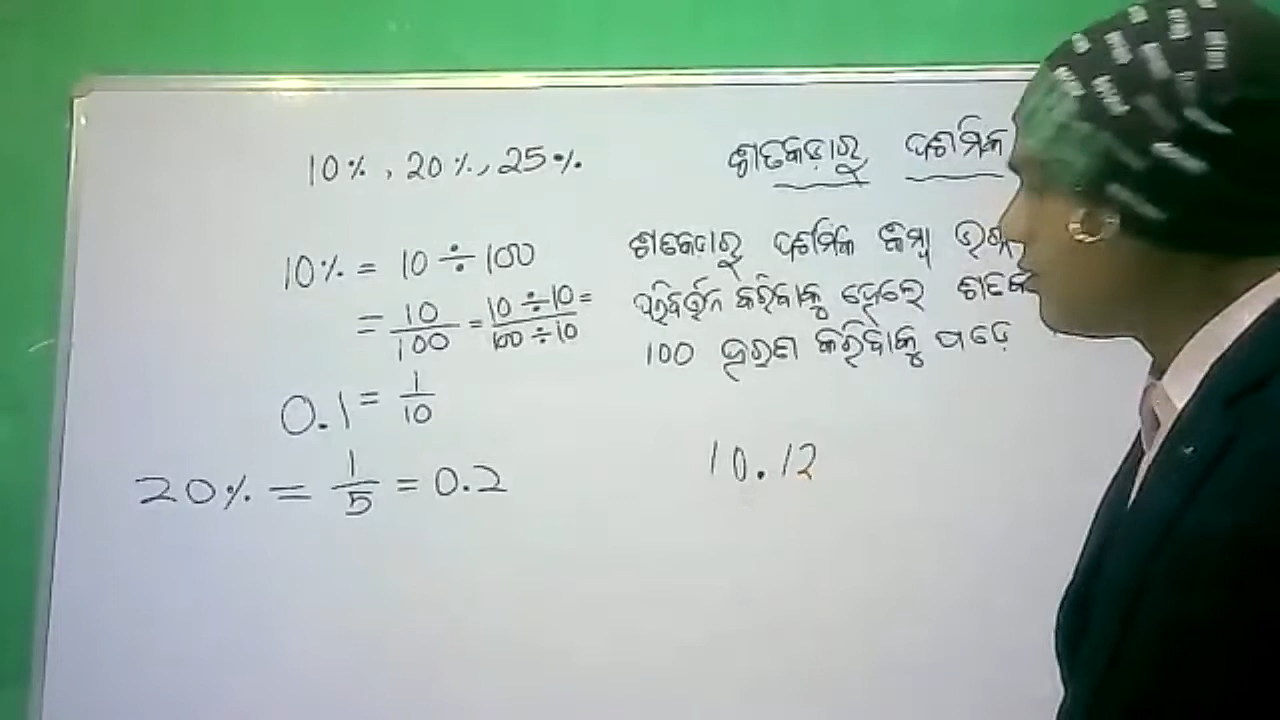 10%, 20%, 25%
ଶତକଡ଼ାରୁ ଦଶମିକ
10% = 10 ÷ 100
= 10/100 = 10 ÷ 10 / 100 ÷ 10 =
0.1 = 1/10
20% = 1/5 = 0.2
ଶତକଡାରୁ ଦଶମିକ କିମ୍ବା
ପରିବର୍ତ୍ତନ କରିବାକୁ ହେଲେ
100 ହରଣ କରିବାକୁ ପଡେ଼
10.12